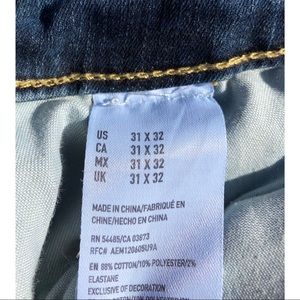 US 31 X 32
CA 31 X 32
MX 31 X 32
UK 31 X 32
MADE IN CHINA/FABRIQUÉ EN
CHINE/HECHO EN CHINA
RN 54485/CA 03873
RFC# AEM120605U9A
EN 88% COTTON/10% POLYESTER/2%
ELASTANE
EXCLUSIVE OF DECORATION